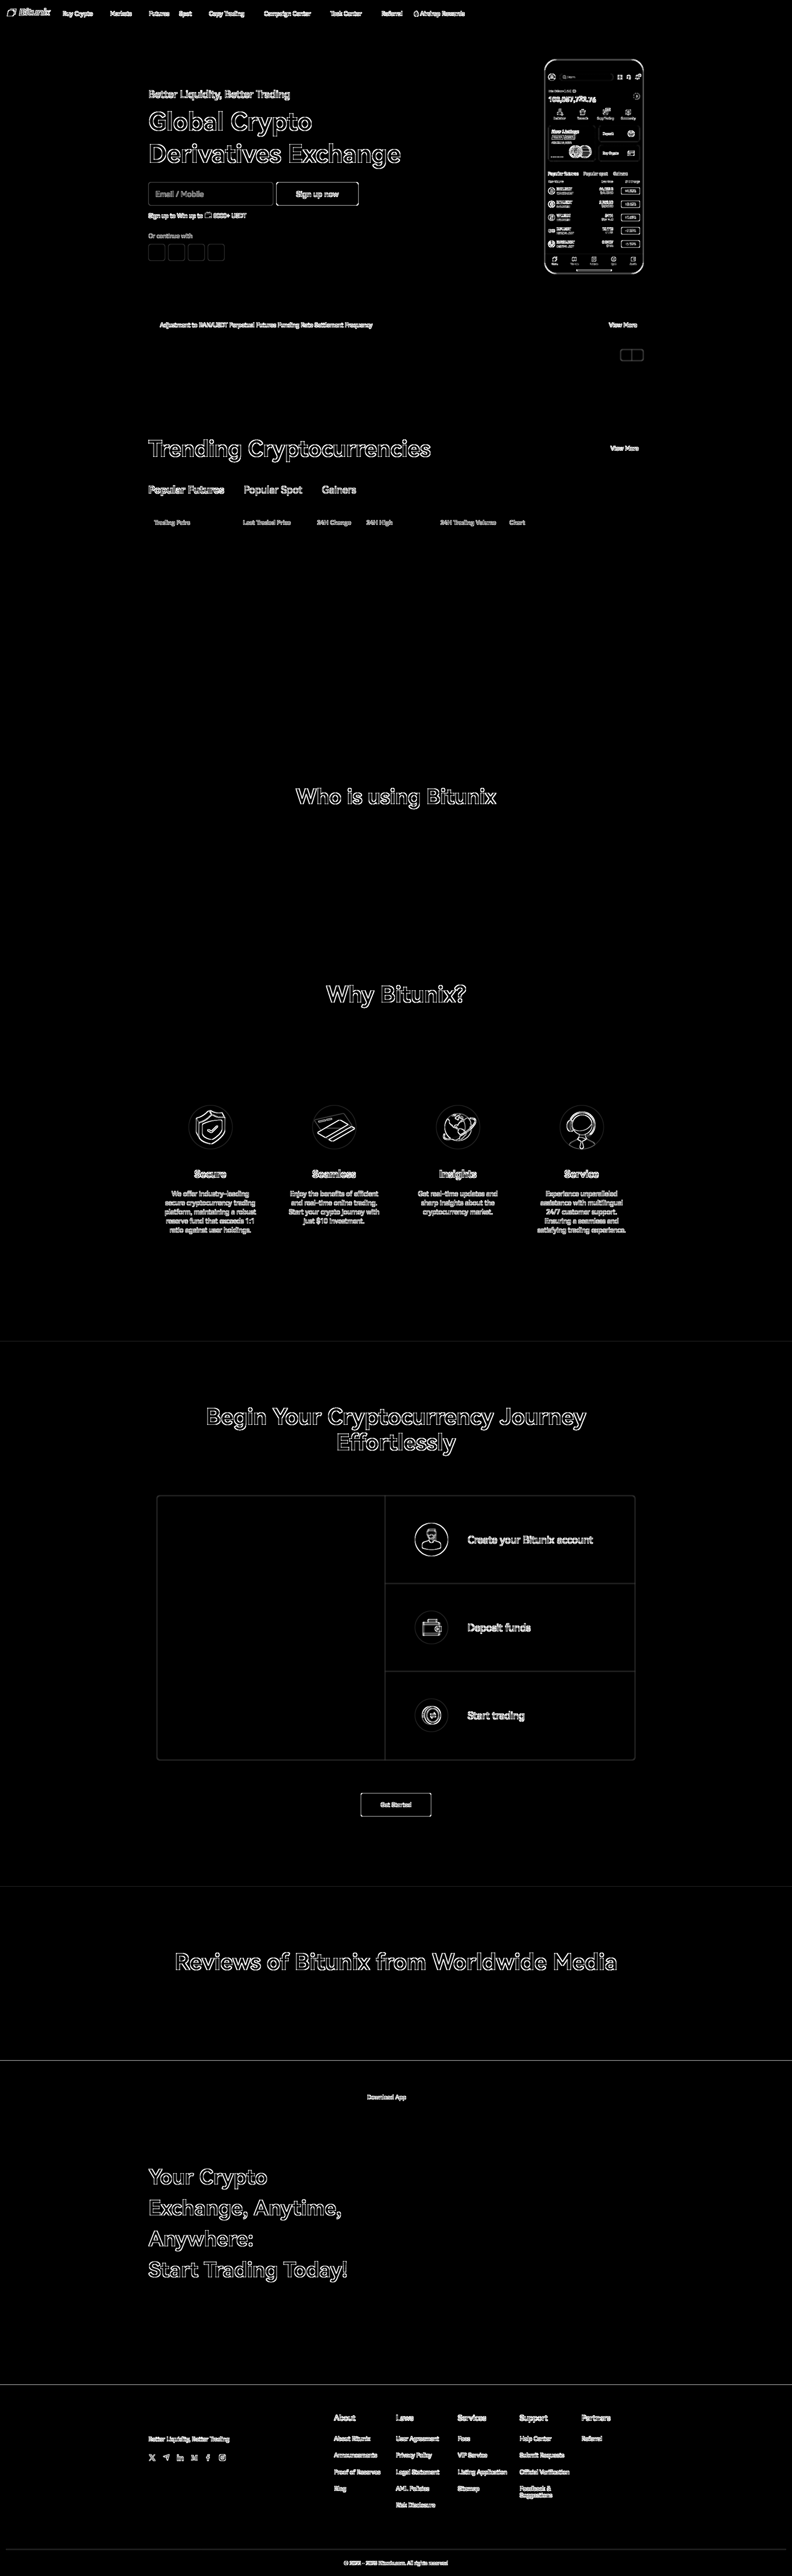 Bitunix
Buy Crypto Markets Futures Spot Copy Trading Campaign Center Task Center Referral Airdrop Rewards
Better Liquidity, Better Trading
Global Crypto
Derivatives Exchange
Email / Mobile
Sign up now
Sign up to Win up to USDT
Or continue with
New Listings
Deposit
Buy Crypto
Popular futures Popular spot Gainers
Adjustment to Perpetual Futures Funding Rate Settlement Frequency
View More
Trending Cryptocurrencies
View More
Popular Futures Popular Spot Gainers
Trading Pairs Last Traded Price 24H Change 24H High 24H Trading Volume Chart
Who is using Bitunix
Why Bitunix?
Secure
We offer industry-leading
secure cryptocurrency trading
platform, maintaining a robust
reserve fund that exceeds 1:1
ratio against user holdings.
Seamless
Enjoy the benefits of efficient
and real-time online trading.
Start your crypto journey with
just $10 investment.
Insights
Get real-time updates and
sharp insights about the
cryptocurrency market.
Service
Experience unparalleled
assistance with multilingual
24/7 customer support.
Ensuring a seamless and
satisfying trading experience.
Begin Your Cryptocurrency Journey
Effortlessly
Create your Bitunix account
Deposit funds
Start trading
Get Started
Reviews of Bitunix from Worldwide Media
Download App
Your Crypto
Exchange, Anytime,
Anywhere:
Start Trading Today!
Better Liquidity, Better Trading
About
About Bitunix
Announcements
Proof of Reserves
Blog
Laws
User Agreement
Privacy Policy
Legal Statement
AML Policies
Risk Disclosure
Services
Fees
VIP Service
Listing Application
Sitemap
Support
Help Center
Submit Requests
Official Verification
Feedback &
Suggestions
Partners
Referral
Bitunix.com. All rights reserved